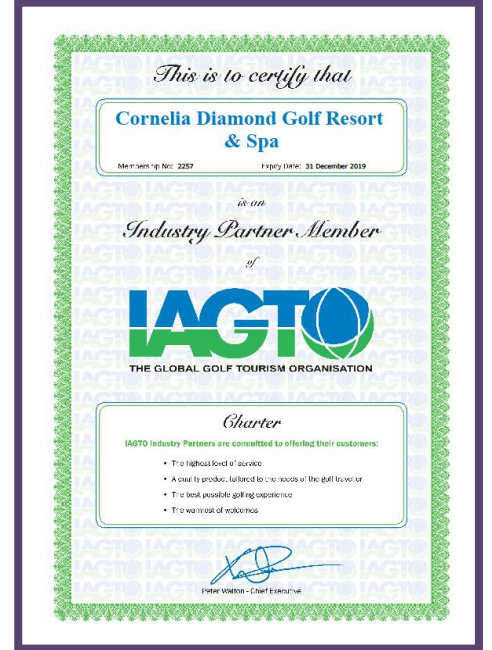 This is to certify that
Cornelia Diamond Golf Resort
& Spa
Membership No: 2257 Expiry Date: 31 December 2019
is an
Industry Partner Member
of
IAGTO
THE GLOBAL GOLF TOURISM ORGANISATION
Charter
IAGTO Industry Partners are committed to offering their customers:
• The highest level of service
• A quality product tailored to the needs of the golf traveller
• The best possible golfing experience
• The warmest of welcomes
Peter Walton - Chief Executive